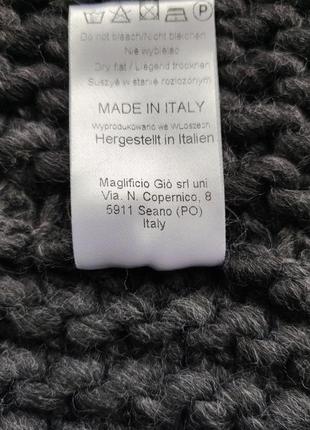 P
Do not bleach/Nicht bleichen
Nie wybielac
Dry flat / Liegend trocknen
Suszyć w stanie rozłożonym
MADE IN ITALY
Wyprodukowano we Włoszech
Hergestellt in Italien
Maglificio Giò srl uni
Via. N. Copernico, 8
5911 Seano (PO)
Italy